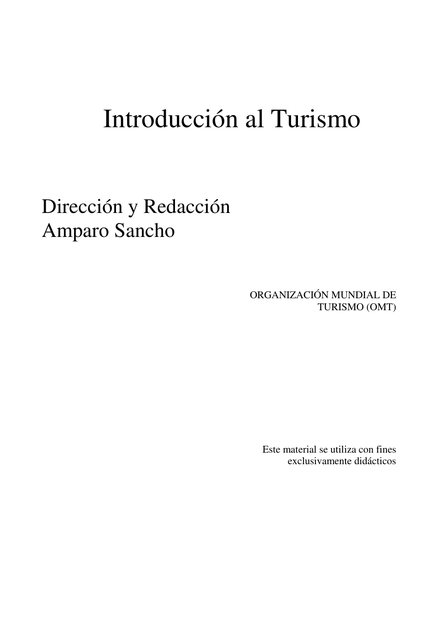 Introducción al Turismo
Dirección y Redacción
Amparo Sancho
ORGANIZACIÓN MUNDIAL DE
TURISMO (OMT)
Este material se utiliza con fines
exclusivamente didácticos